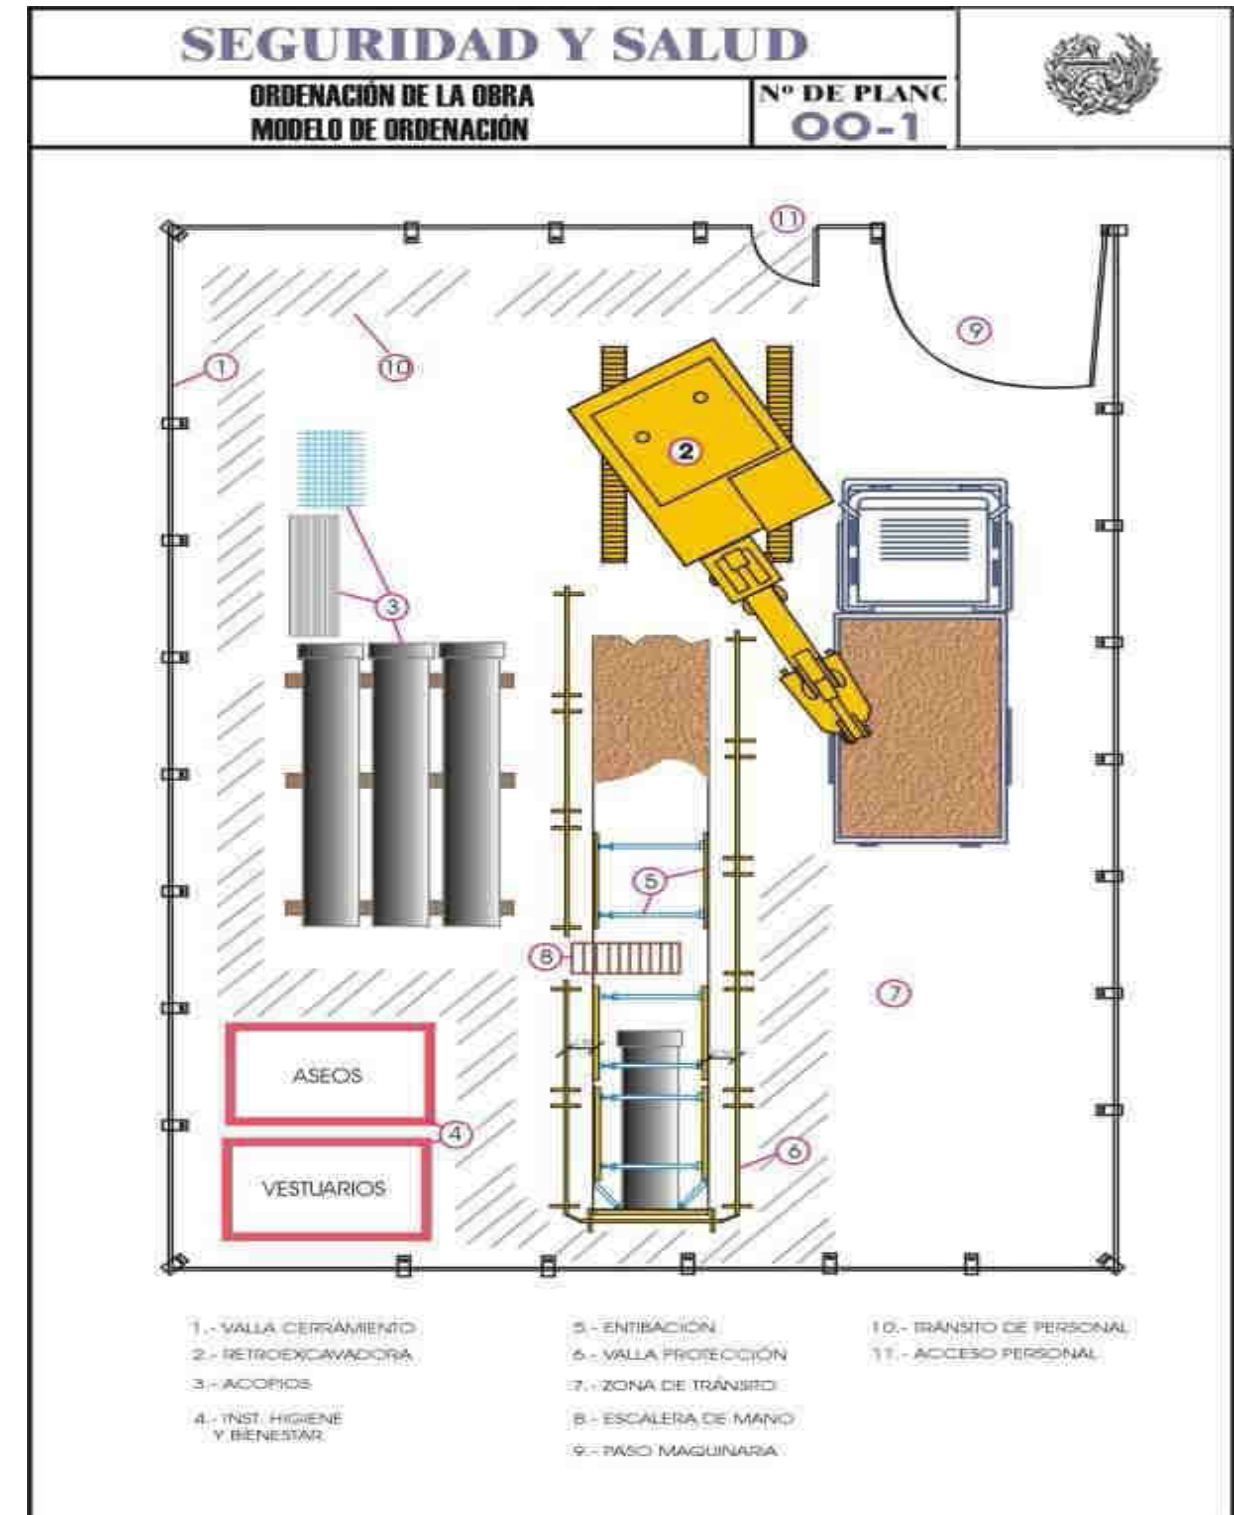 SEGURIDAD Y SALUD
ORDENACIÓN DE LA OBRA
MODELO DE ORDENACIÓN
Nº DE PLANC
OO-1
11
9
1
10
2
3
5
8
7
ASEOS
4
6
VESTUARIOS
1.- VALLA CERRAMIENTO
2.- RETROEXCAVADORA
3.- ACOPIOS
4.- INST. HIGIENE
Y BIENESTAR
5.- ENTIBACIÓN
6.- VALLA PROTECCIÓN
7.- ZONA DE TRÁNSITO
8.- ESCALERA DE MANO
9.- PASO MAQUINARIA
10.- TRÁNSITO DE PERSONAL
11.- ACCESO PERSONAL